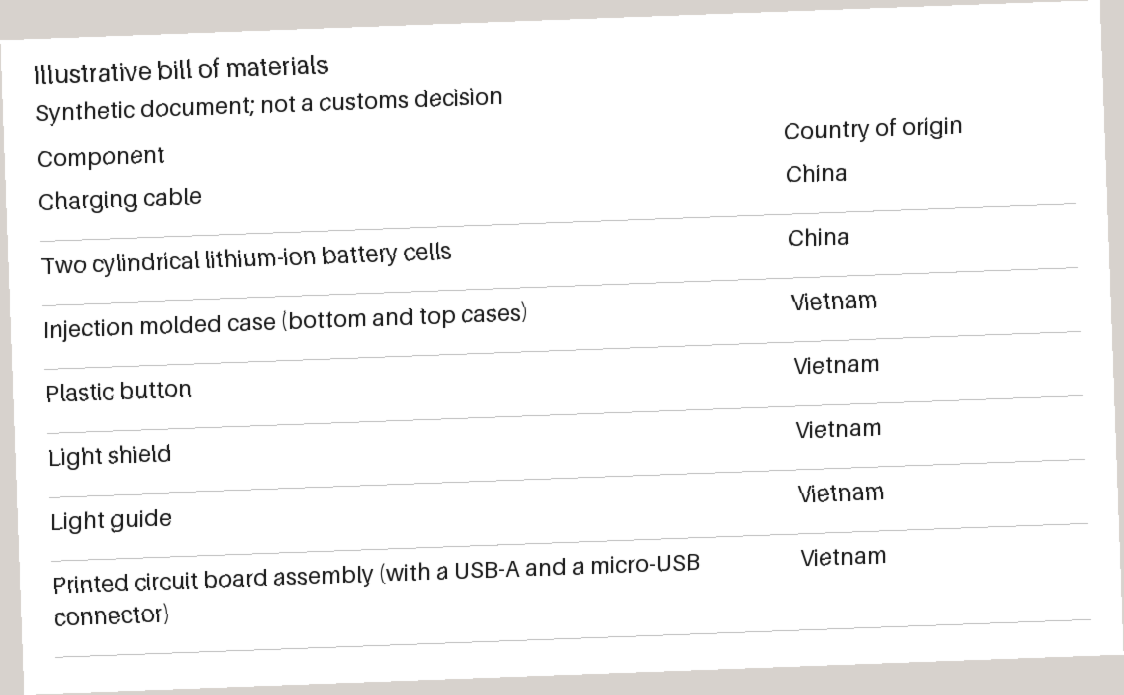 Illustrative bill of materials
Synthetic document; not a customs decision
Component Country of origin
Charging cable China
Two cylindrical lithium-ion battery cells China
Injection molded case (bottom and top cases) Vietnam
Plastic button Vietnam
Light shield Vietnam
Light guide Vietnam
Printed circuit board assembly (with a USB-A and a micro-USB Vietnam
connector)